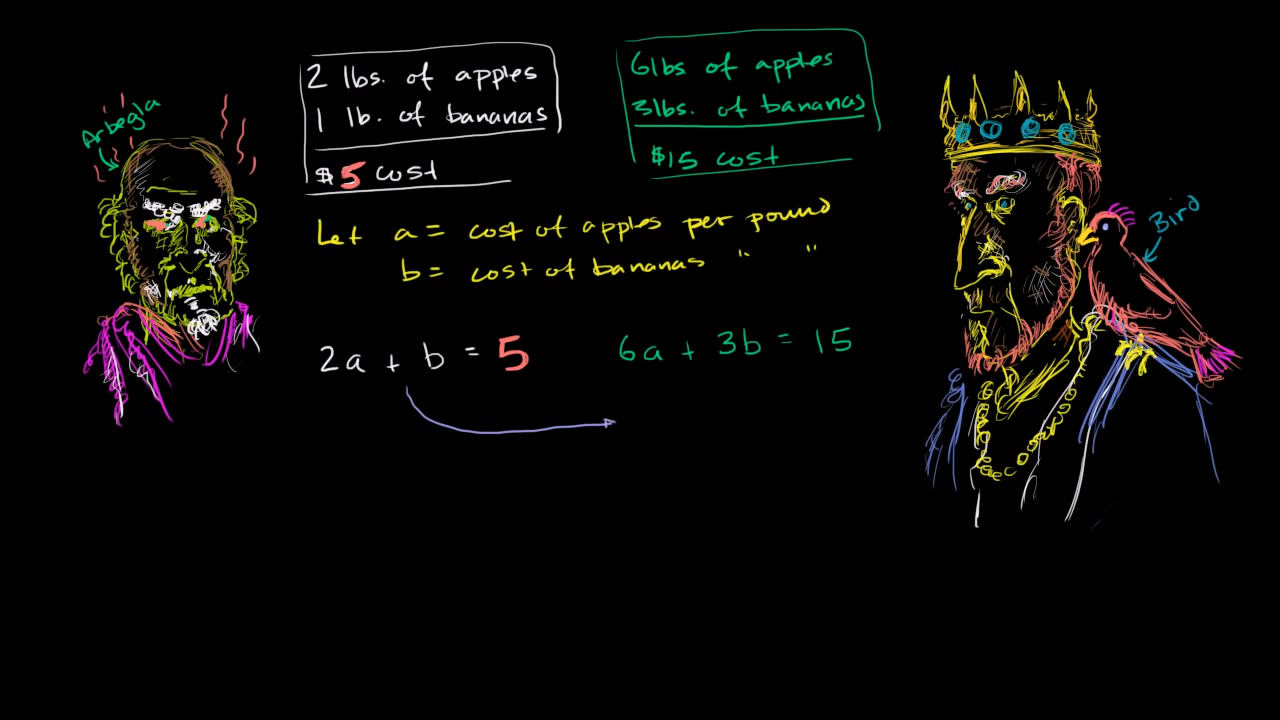 Arbegla
2 lbs. of apples
1 lb. of bananas
$5 cost
6lbs of apples
3lbs. of bananas
$15 cost
Let a = cost of apples per pound
b = cost of bananas " "
Bird
2a + b = 5
6a + 3b = 15